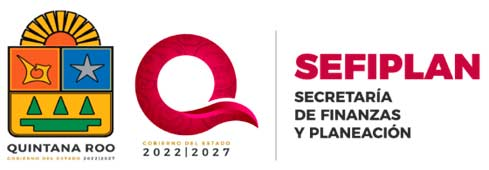 QUINTANA ROO
GOBIERNO DEL ESTADO 2022|2027
Q
GOBIERNO DEL ESTADO
2022|2027
SEFIPLAN
SECRETARÍA
DE FINANZAS
Y PLANEACIÓN